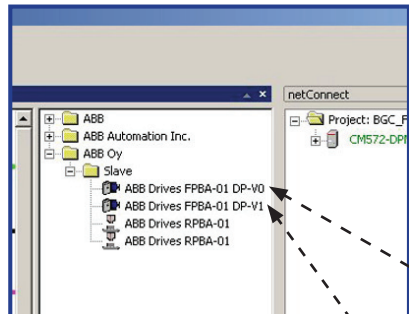 netConnect
ABB
ABB Automation Inc.
ABB Oy
Slave
ABB Drives FPBA-01 DP-V0
ABB Drives FPBA-01 DP-V1
ABB Drives RPBA-01
ABB Drives RPBA-01
Project: BGC_F
CM572-DPM